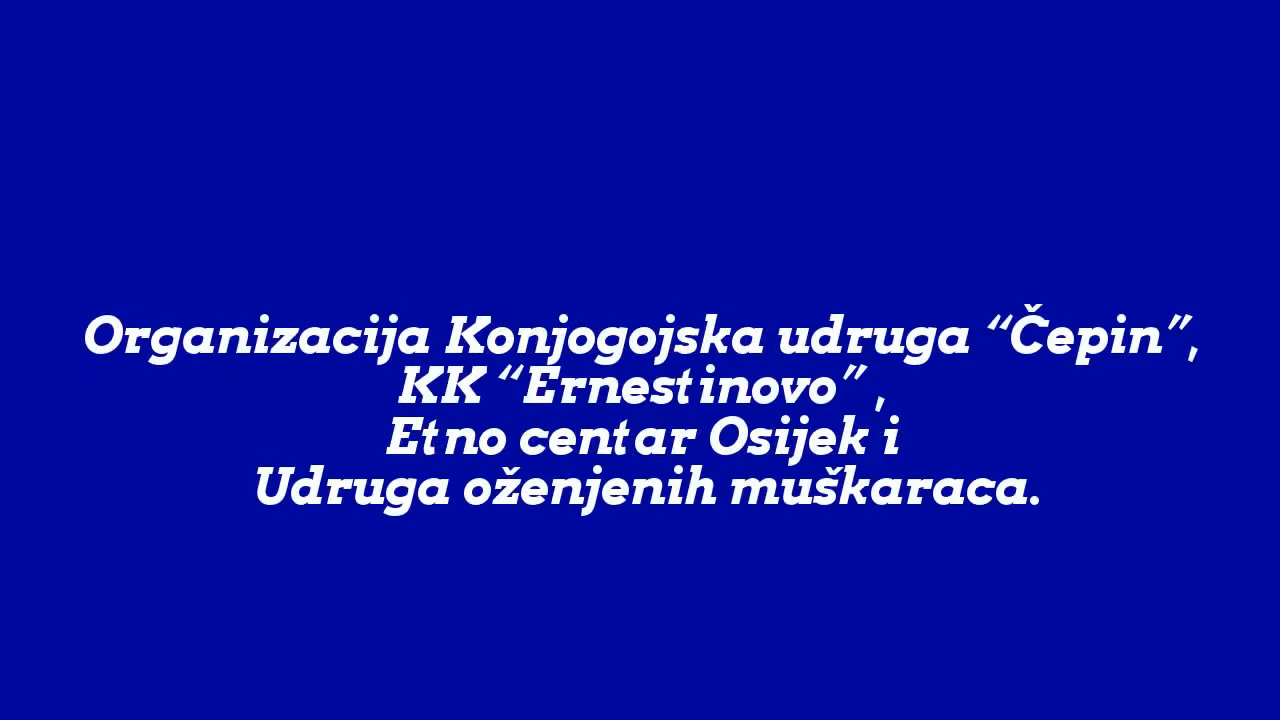 Organizacija Konjogojska udruga “Čepin”,
KK “Ernestinovo” ,
Etno centar Osijek i
Udruga oženjenih muškaraca.